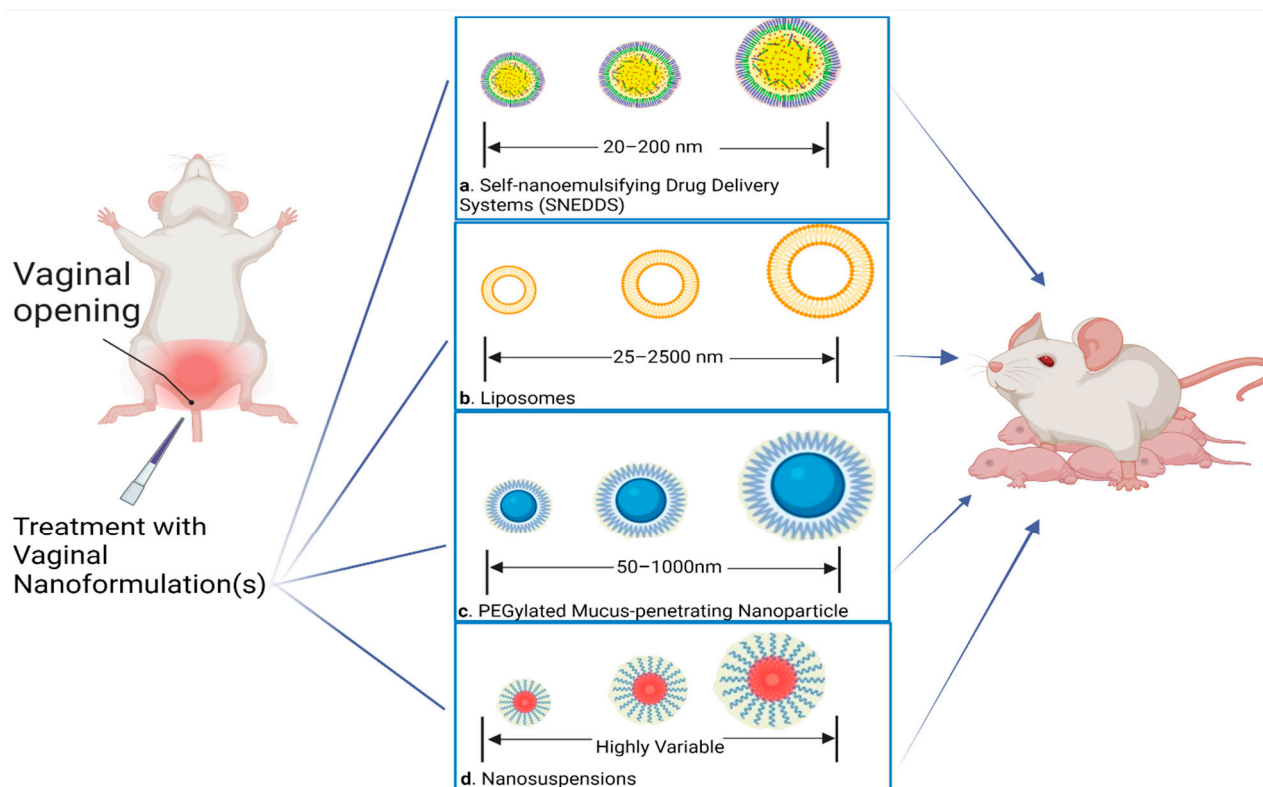 Vaginal
opening
Treatment with
Vaginal
Nanoformulation(s)
20–200 nm
a. Self-nanoemulsifying Drug Delivery
Systems (SNEDDS)
25–2500 nm
b. Liposomes
50–1000nm
c. PEGylated Mucus-penetrating Nanoparticle
Highly Variable
d. Nanosuspensions